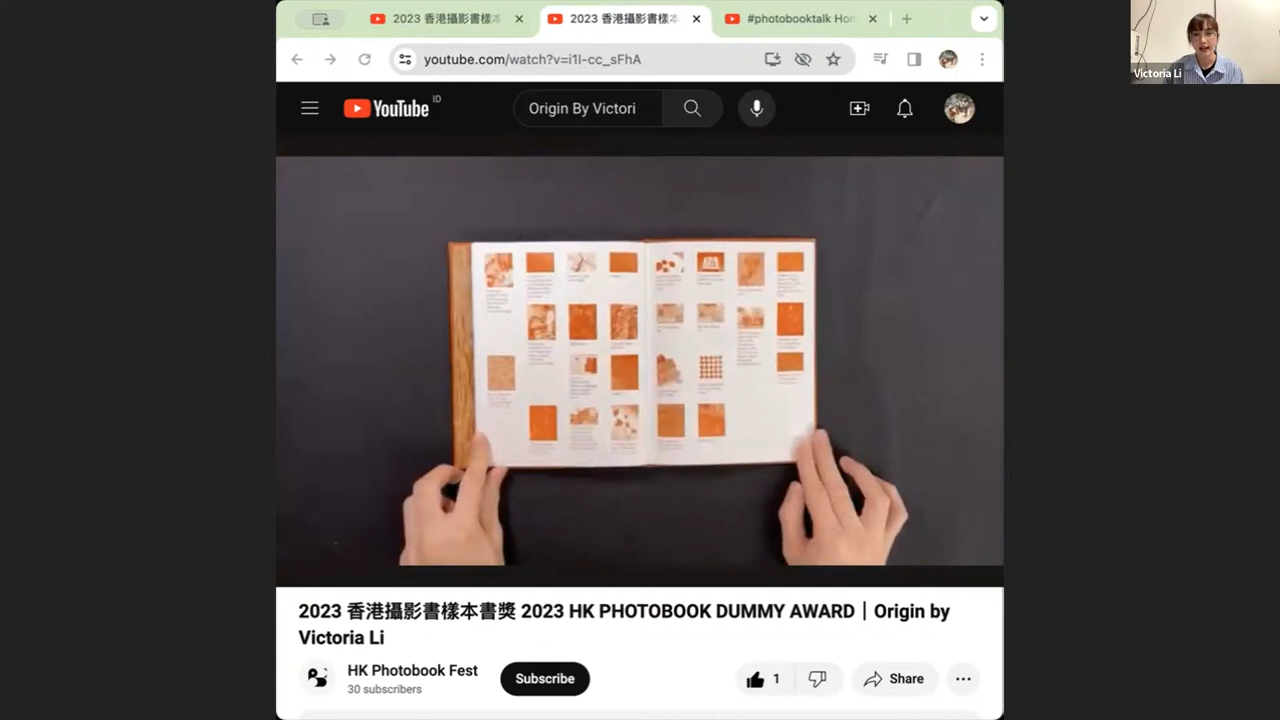 2023 香港攝影書樣本
2023 香港攝影書樣本
#photobooktalk Hon
youtube.com/watch?v=i1l-cc_sFhA
Victoria Li
YouTube ID
Origin By Victori
2023 香港攝影書樣本書獎 2023 HK PHOTOBOOK DUMMY AWARD｜Origin by
Victoria Li
HK Photobook Fest
30 subscribers
Subscribe
1
Share